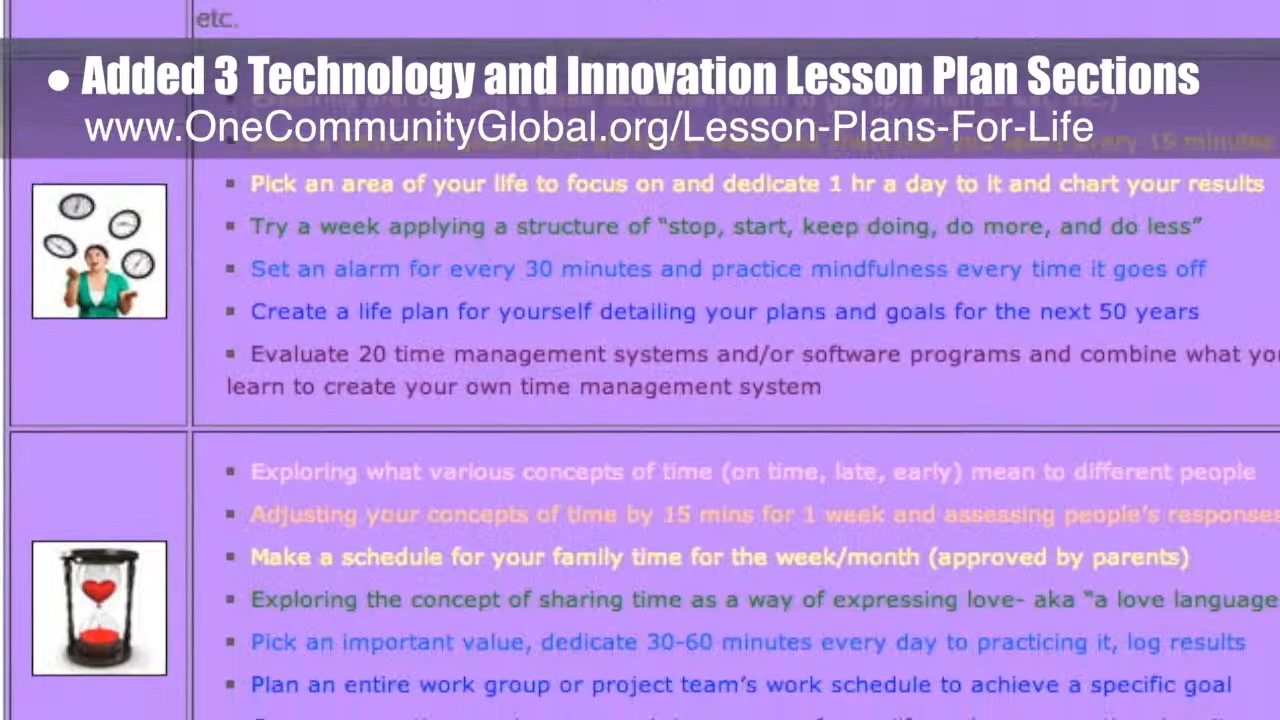 etc.
● Added 3 Technology and Innovation Lesson Plan Sections
www.OneCommunityGlobal.org/Lesson-Plans-For-Life
every 15 minutes
▪ Pick an area of your life to focus on and dedicate 1 hr a day to it and chart your results
▪ Try a week applying a structure of “stop, start, keep doing, do more, and do less”
▪ Set an alarm for every 30 minutes and practice mindfulness every time it goes off
▪ Create a life plan for yourself detailing your plans and goals for the next 50 years
▪ Evaluate 20 time management systems and/or software programs and combine what you
learn to create your own time management system
▪ Exploring what various concepts of time (on time, late, early) mean to different people
▪ Adjusting your concepts of time by 15 mins for 1 week and assessing people’s responses
▪ Make a schedule for your family time for the week/month (approved by parents)
▪ Exploring the concept of sharing time as a way of expressing love- aka “a love language
▪ Pick an important value, dedicate 30-60 minutes every day to practicing it, log results
▪ Plan an entire work group or project team’s work schedule to achieve a specific goal